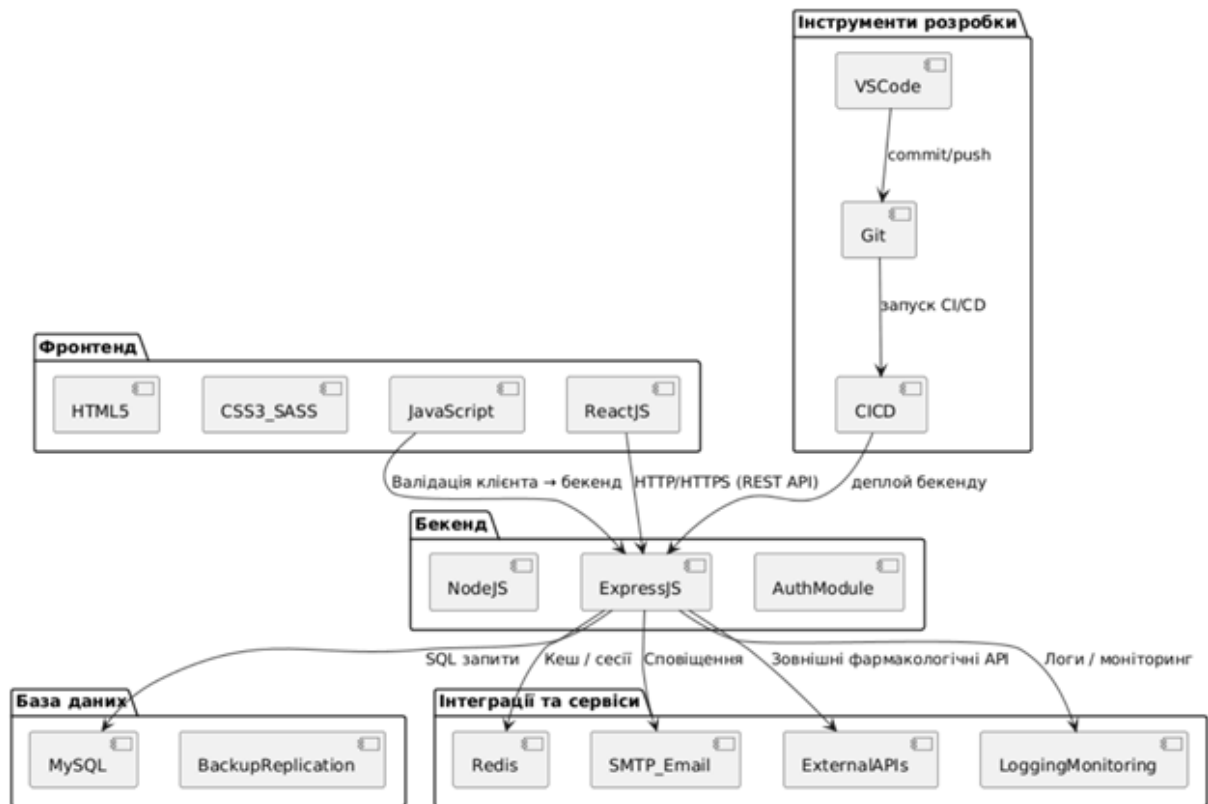 Інструменти розробки
VSCode
commit/push
Git
запуск CI/CD
CICD
Фронтенд
HTML5
CSS3_SASS
JavaScript
ReactJS
Валідація клієнта → бекенд
HTTP/HTTPS (REST API)
деплой бекенду
Бекенд
NodeJS
ExpressJS
AuthModule
SQL запити
Кеш / сесії
Сповіщення
Зовнішні фармакологічні API
Логи / моніторинг
База даних
MySQL
BackupReplication
Інтеграції та сервіси
Redis
SMTP_Email
ExternalAPIs
LoggingMonitoring